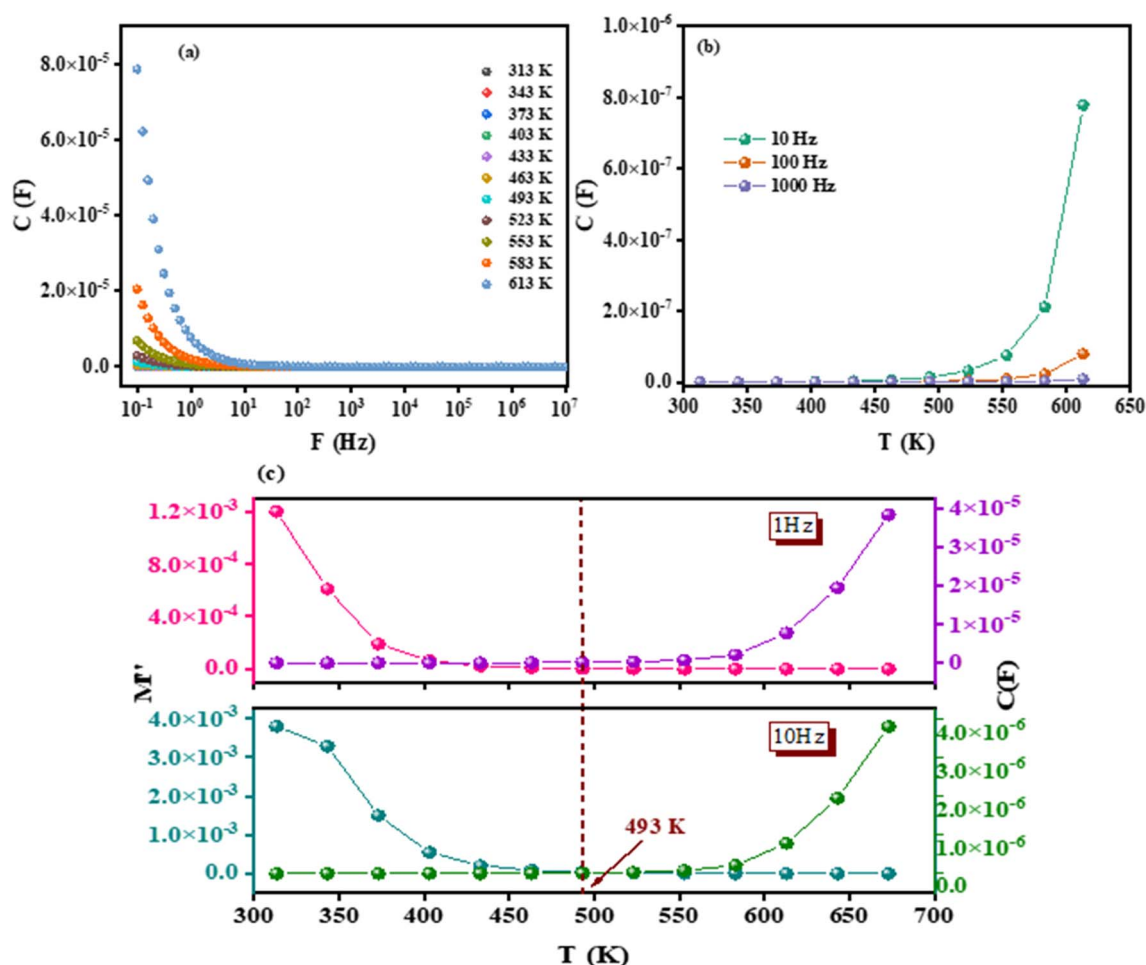 (a)
C (F)
8.0×10⁻⁵
6.0×10⁻⁵
4.0×10⁻⁵
2.0×10⁻⁵
0.0
313 K
343 K
373 K
403 K
433 K
463 K
493 K
523 K
553 K
583 K
613 K
10⁻¹ 10⁰ 10¹ 10² 10³ 10⁴ 10⁵ 10⁶ 10⁷
F (Hz)
(b)
C (F)
1.0×10⁻⁶
8.0×10⁻⁷
6.0×10⁻⁷
4.0×10⁻⁷
2.0×10⁻⁷
0.0
10 Hz
100 Hz
1000 Hz
300 350 400 450 500 550 600 650
T (K)
(c)
M''
1.2×10⁻³
8.0×10⁻⁴
4.0×10⁻⁴
0.0
1Hz
4×10⁻⁵
3×10⁻⁵
2×10⁻⁵
1×10⁻⁵
0
C(F)
4.0×10⁻³
3.0×10⁻³
2.0×10⁻³
1.0×10⁻³
0.0
10Hz
493 K
4.0×10⁻⁶
3.0×10⁻⁶
2.0×10⁻⁶
1.0×10⁻⁶
0.0
300 350 400 450 500 550 600 650 700
T (K)